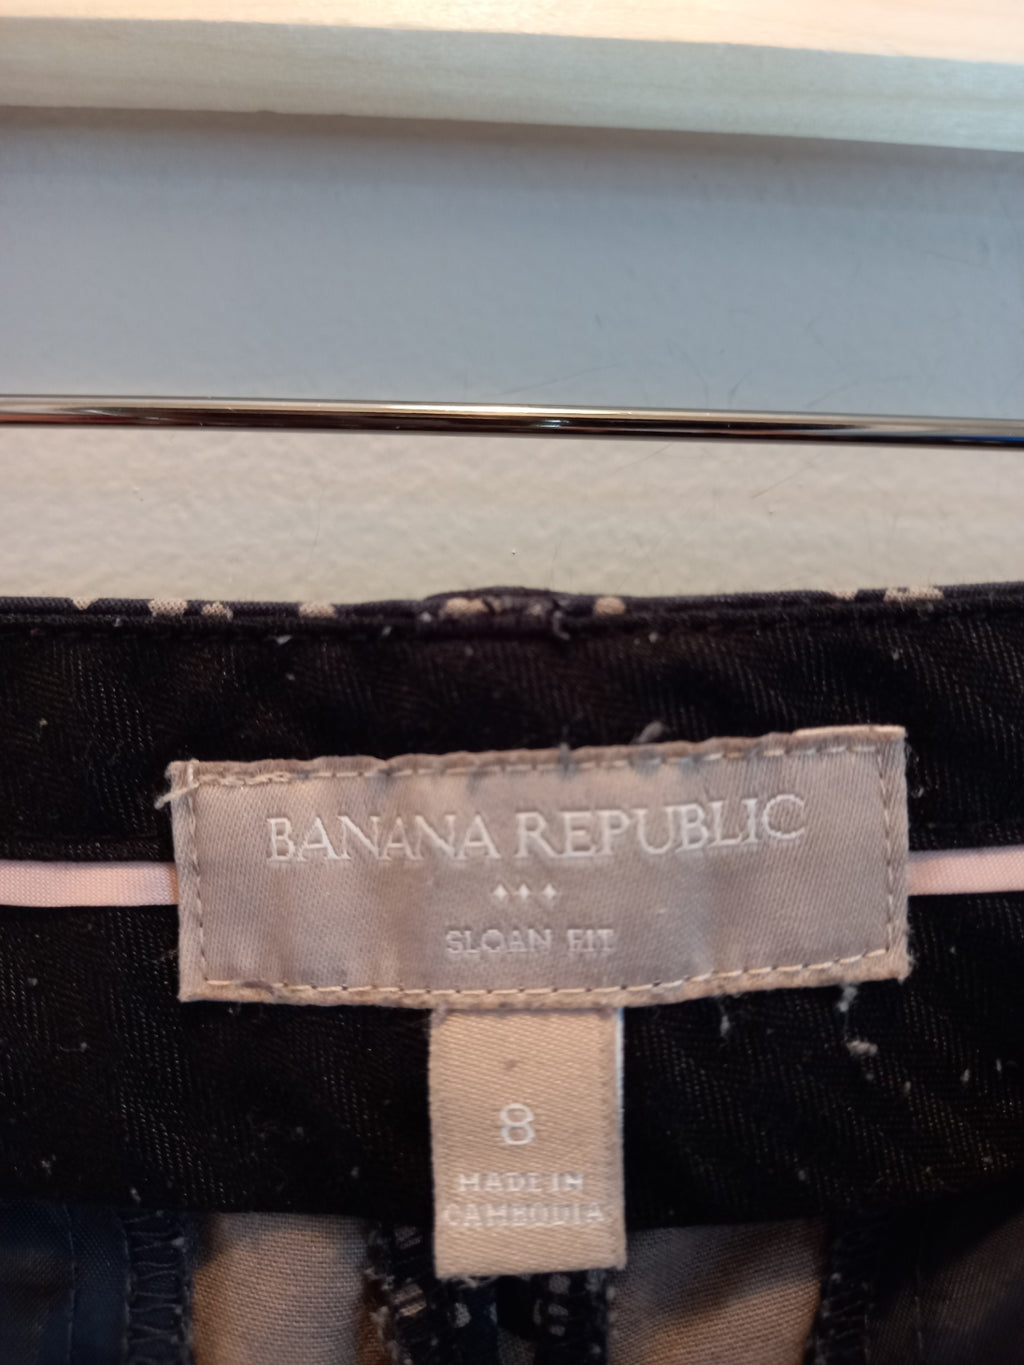 BANANA REPUBLIC
SLOAN FIT
8
MADE IN
CAMBODIA